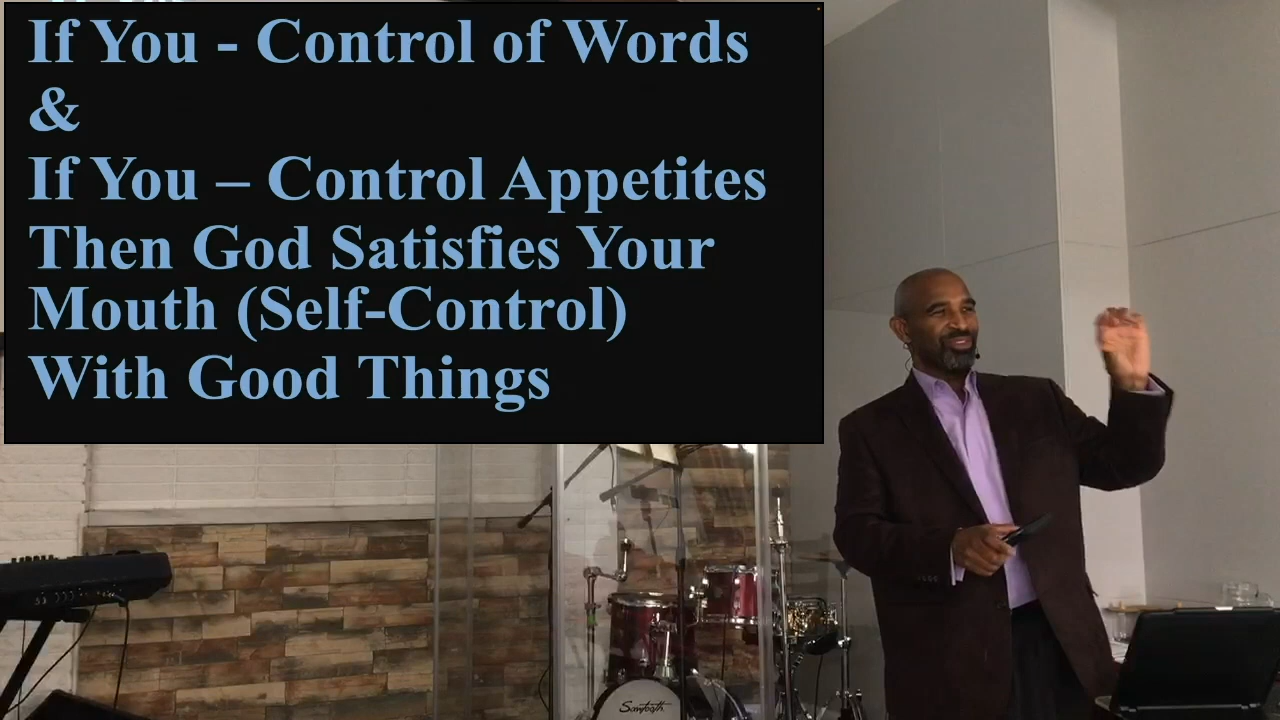 If You - Control of Words
&
If You – Control Appetites
Then God Satisfies Your
Mouth (Self-Control)
With Good Things
Sawtooth